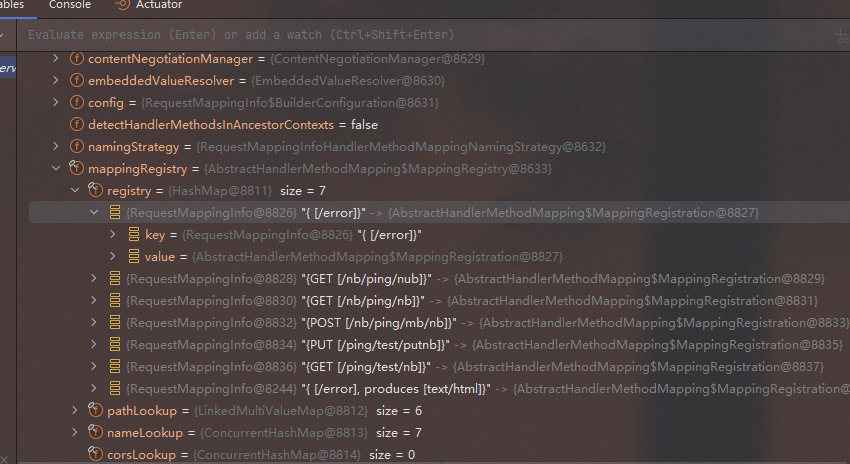 ables Console Actuator
Evaluate expression (Enter) or add a watch (Ctrl+Shift+Enter)
contentNegotiationManager = {ContentNegotiationManager@8629}
erv
embeddedValueResolver = {EmbeddedValueResolver@8630}
config = {RequestMappingInfo$BuilderConfiguration@8631}
detectHandlerMethodsInAncestorContexts = false
namingStrategy = {RequestMappingInfoHandlerMethodMappingNamingStrategy@8632}
mappingRegistry = {AbstractHandlerMethodMapping$MappingRegistry@8633}
registry = {HashMap@8811} size = 7
{RequestMappingInfo@8826} "{ [/error]}" -> {AbstractHandlerMethodMapping$MappingRegistration@8827}
key = {RequestMappingInfo@8826} "{ [/error]}"
value = {AbstractHandlerMethodMapping$MappingRegistration@8827}
{RequestMappingInfo@8828} "{GET [/nb/ping/nub]}" -> {AbstractHandlerMethodMapping$MappingRegistration@8829}
{RequestMappingInfo@8830} "{GET [/nb/ping/nb]}" -> {AbstractHandlerMethodMapping$MappingRegistration@8831}
{RequestMappingInfo@8832} "{POST [/nb/ping/mb/nb]}" -> {AbstractHandlerMethodMapping$MappingRegistration@8833}
{RequestMappingInfo@8834} "{PUT [/ping/test/putnb]}" -> {AbstractHandlerMethodMapping$MappingRegistration@8835}
{RequestMappingInfo@8836} "{GET [/ping/test/nb]}" -> {AbstractHandlerMethodMapping$MappingRegistration@8837}
{RequestMappingInfo@8244} "{ [/error], produces [text/html]}" -> {AbstractHandlerMethodMapping$MappingRegistration@
pathLookup = {LinkedMultiValueMap@8812} size = 6
nameLookup = {ConcurrentHashMap@8813} size = 7
corsLookup = {ConcurrentHashMap@8814} size = 0